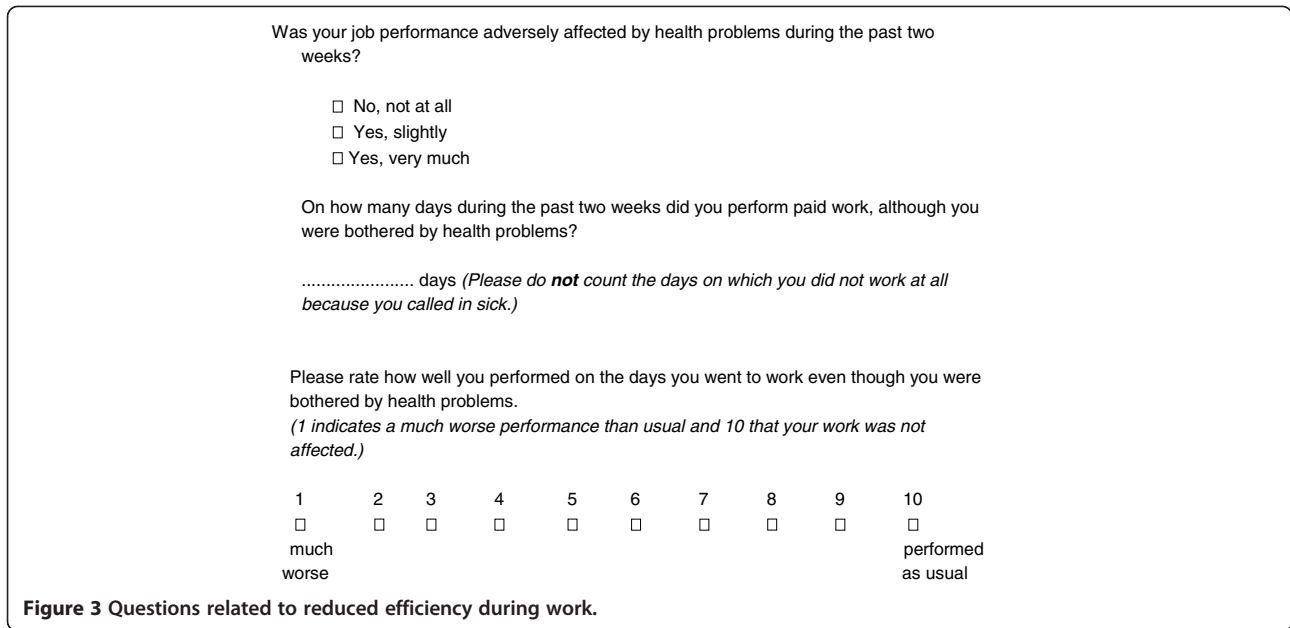 Was your job performance adversely affected by health problems during the past two
weeks?
☐ No, not at all
☐ Yes, slightly
☐ Yes, very much
On how many days during the past two weeks did you perform paid work, although you
were bothered by health problems?
....................... days (Please do not count the days on which you did not work at all
because you called in sick.)
Please rate how well you performed on the days you went to work even though you were
bothered by health problems.
(1 indicates a much worse performance than usual and 10 that your work was not
affected.)
1 2 3 4 5 6 7 8 9 10
☐ ☐ ☐ ☐ ☐ ☐ ☐ ☐ ☐ ☐
much performed
worse as usual
Figure 3 Questions related to reduced efficiency during work.